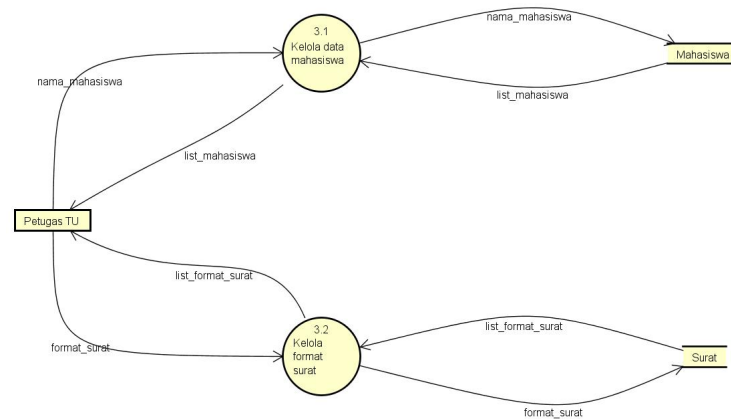 nama_mahasiswa
3.1
Kelola data
mahasiswa
Mahasiswa
nama_mahasiswa
list_mahasiswa
list_mahasiswa
Petugas TU
list_format_surat
3.2
Kelola
format
surat
list_format_surat
format_surat
Surat
format_surat